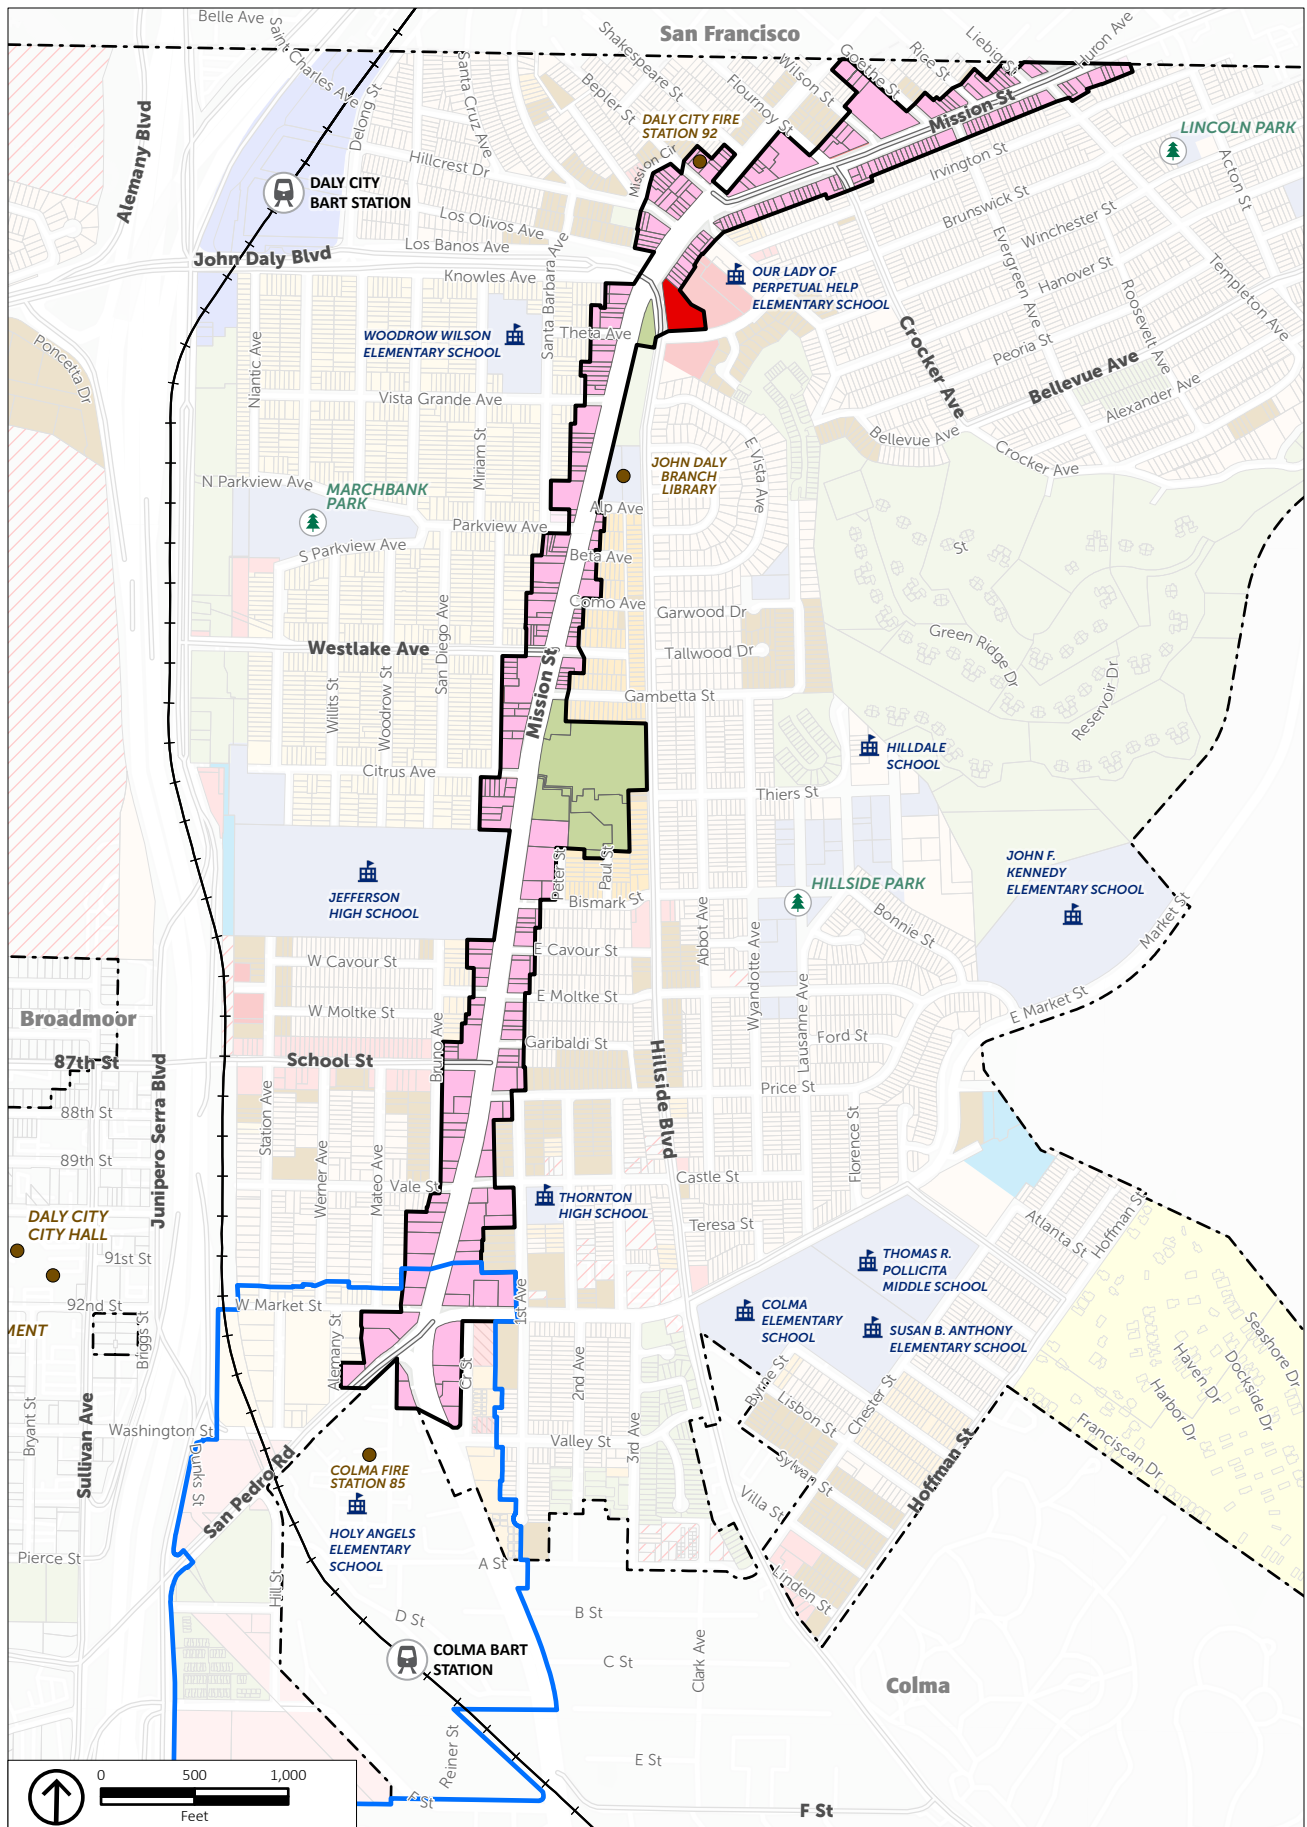 San Francisco
Belle Ave
Saint Charles Ave
Delong St
Santa Cruz Ave
Shakespeare St
Bepler St
Flournoy St
Wilson St
Goethe St
Rice St
Liebig St
Huron Ave
Mission St
Alemany Blvd
DALY CITY FIRE
STATION 92
Mission Cir
LINCOLN PARK
Acton St
Irvington St
Hillcrest Dr
DALY CITY
BART STATION
Los Olivos Ave
Los Banos Ave
Brunswick St
Winchester St
Hanover St
Evergreen Ave
Roosevelt Ave
Templeton Ave
John Daly Blvd
Knowles Ave
Santa Barbara Ave
OUR LADY OF
PERPETUAL HELP
ELEMENTARY SCHOOL
WOODROW WILSON
ELEMENTARY SCHOOL
Theta Ave
Poncetta Dr
Niantic Ave
Vista Grande Ave
Crocker Ave
Peoria St
Bellevue Ave
Alexander Ave
Bellevue Ave
Crocker Ave
Miriam St
E Vista Ave
JOHN DALY
BRANCH
LIBRARY
N Parkview Ave
MARCHBANK
PARK
Alp Ave
Parkview Ave
S Parkview Ave
Beta Ave
St
Como Ave
Garwood Dr
Westlake Ave
San Diego Ave
Tallwood Dr
Green Ridge Dr
Reservoir Dr
Willits St
Woodrow St
Mission St
Gambetta St
HILLDALE
SCHOOL
Citrus Ave
Thiers St
JEFFERSON
HIGH SCHOOL
Peter St
Paul St
Bismark St
HILLSIDE PARK
JOHN F.
KENNEDY
ELEMENTARY SCHOOL
Market St
Bonnie St
Abbot Ave
Wyandotte Ave
Lausanne Ave
W Cavour St
E Cavour St
W Moltke St
E Moltke St
E Market St
Broadmoor
87th St
School St
Bruno Ave
Garibaldi St
Ford St
Hillside Blvd
Price St
Junipero Serra Blvd
88th St
89th St
Station Ave
Werner Ave
Mateo Ave
Vale St
Castle St
Florence St
THORNTON
HIGH SCHOOL
Teresa St
Atlanta St
Hoffman St
DALY CITY
CITY HALL
91st St
92nd St
MENT
Briggs St
THOMAS R.
POLLICITA
MIDDLE SCHOOL
COLMA
ELEMENTARY
SCHOOL
SUSAN B. ANTHONY
ELEMENTARY SCHOOL
W Market St
1st Ave
Alemany St
Cr St
2nd Ave
3rd Ave
Byrne St
Lisbon St
Chester St
Sylvan St
Villa St
Linden St
Hoffman St
Seashore Dr
Dockside Dr
Haven Dr
Harbor Dr
Franciscan Dr
Bryant St
Sullivan Ave
Washington St
Dunks St
San Pedro Rd
Valley St
COLMA FIRE
STATION 85
HOLY ANGELS
ELEMENTARY
SCHOOL
Pierce St
Hill St
A St
B St
C St
D St
Clark Ave
COLMA BART
STATION
Colma
Reiner St
E St
F St
F St
0 500 1,000
Feet